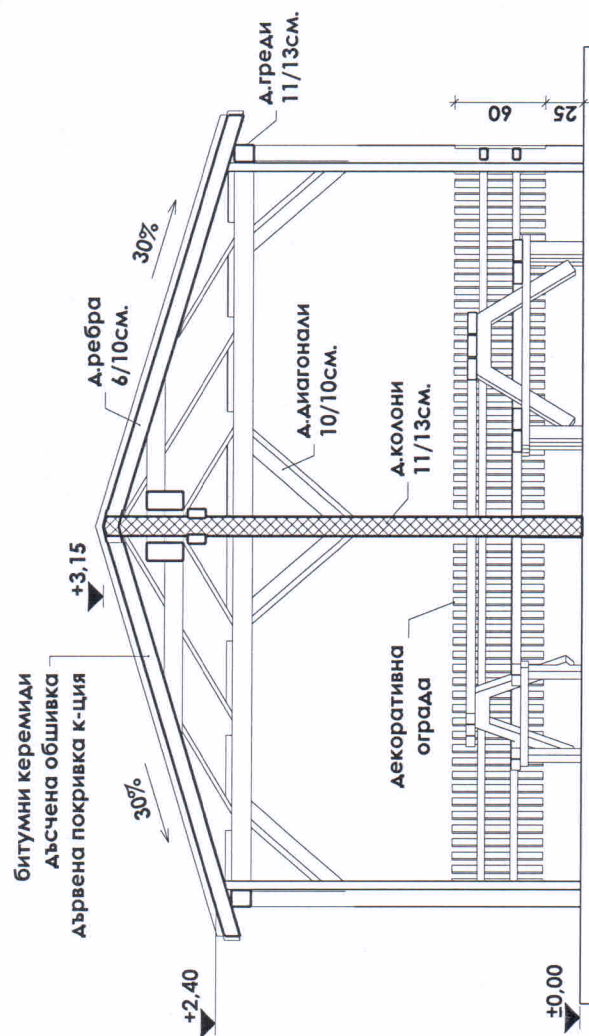 битумни керемиди
дъсчена обшивка
дървена покривка к-ция
+3,15
д.ребра
6/10см.
30%
30%
д.греди
11/13см.
+2,40
д.диагонали
10/10см.
д.колони
11/13см.
декоративна
ограда
60
25
±0,00